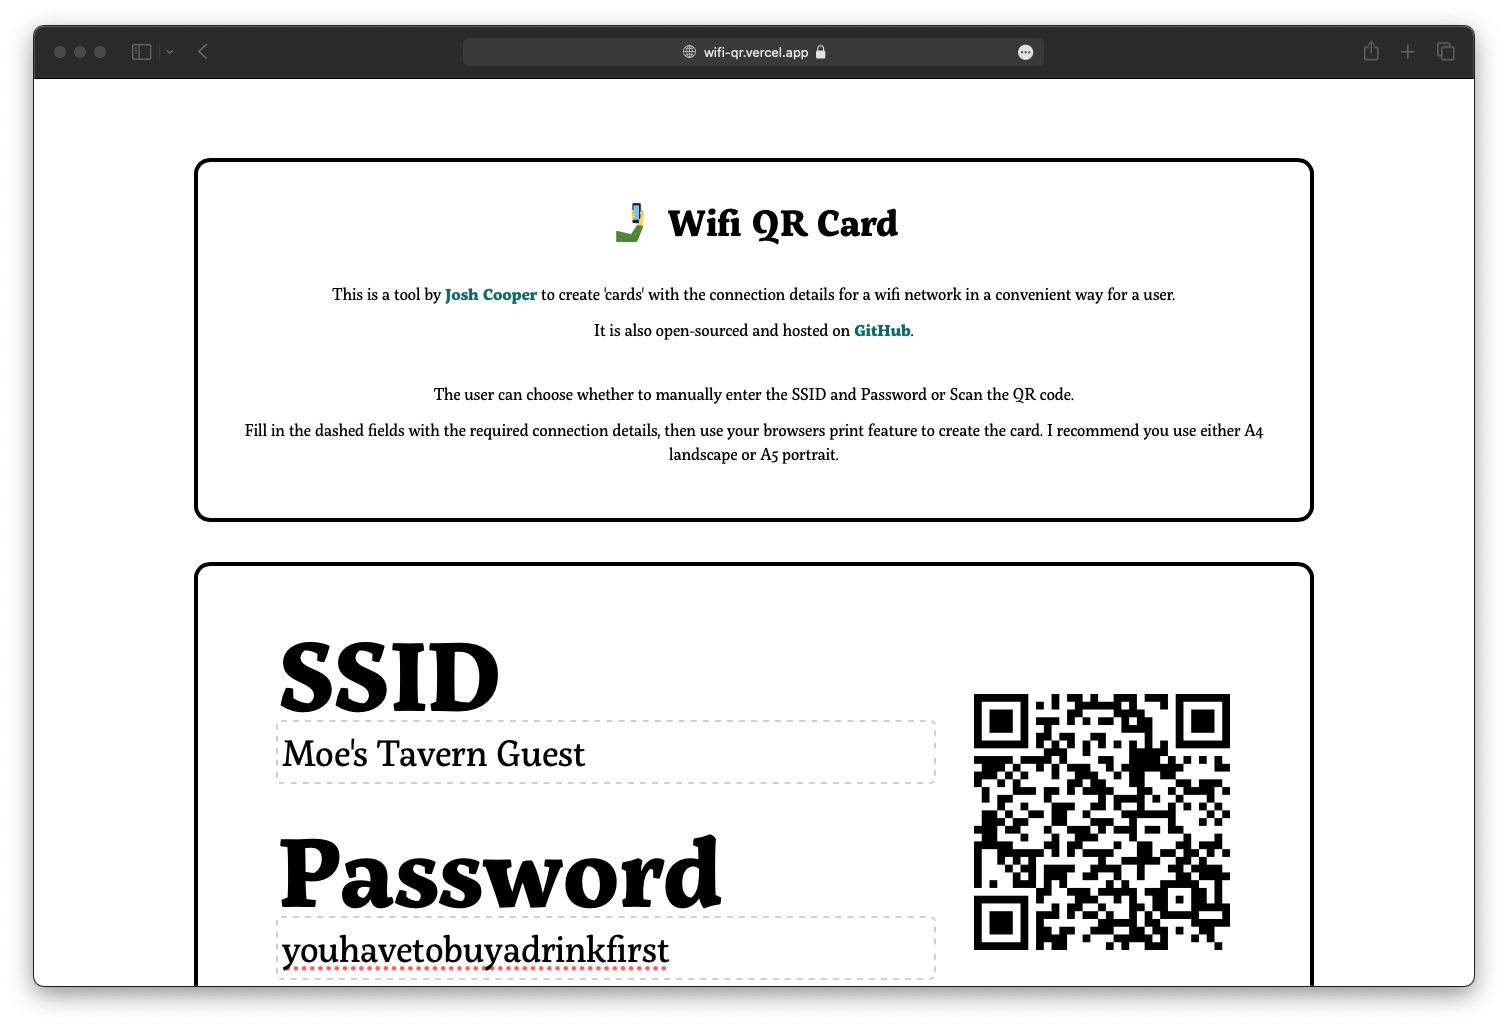 wifi-qr.vercel.app
Wifi QR Card
This is a tool by Josh Cooper to create 'cards' with the connection details for a wifi network in a convenient way for a user.
It is also open-sourced and hosted on GitHub.
The user can choose whether to manually enter the SSID and Password or Scan the QR code.
Fill in the dashed fields with the required connection details, then use your browsers print feature to create the card. I recommend you use either A4
landscape or A5 portrait.
SSID
Moe's Tavern Guest
Password
youhavetobuyadrinkfirst